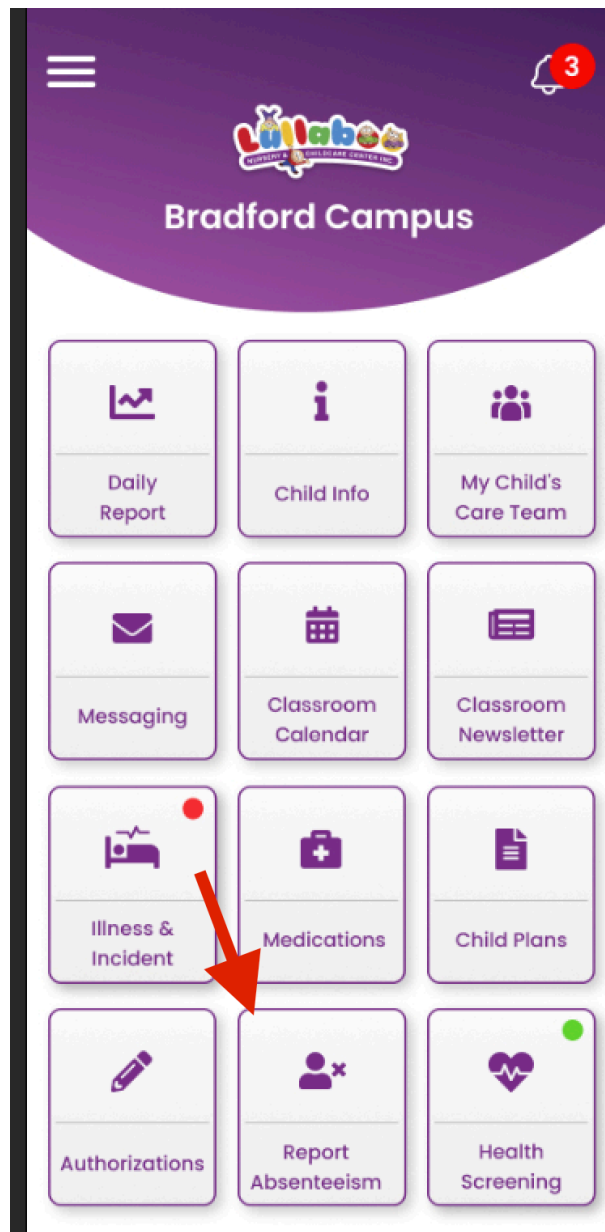 3
Lullaboo
NURSERY & CHILDCARE CENTER INC
Bradford Campus
Daily
Report
Child Info
My Child's
Care Team
Messaging
Classroom
Calendar
Classroom
Newsletter
Illness &
Incident
Medications
Child Plans
Authorizations
Report
Absenteeism
Health
Screening